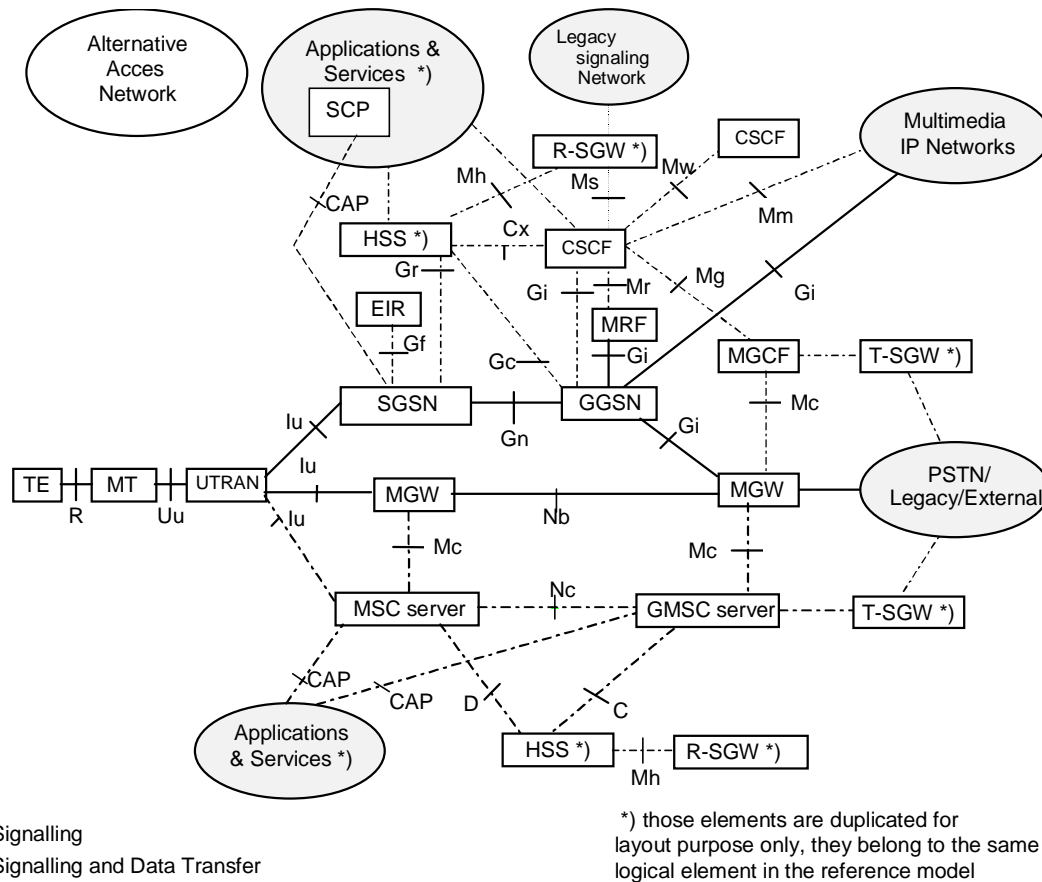 Alternative
Acces
Network
Applications &
Services *)
SCP
Legacy
signaling
Network
Multimedia
IP Networks
R-SGW *)
CSCF
Mh
Ms
Mw
Mm
CAP
HSS *)
Cx
CSCF
Gr
Gi
Mr
Mg
Gi
EIR
Gf
MRF
Gc
Gi
MGCF
T-SGW *)
SGSN
Gn
GGSN
Mc
Gi
Iu
Iu
Iu
TE
R
MT
Uu
UTRAN
MGW
Nb
MGW
PSTN/
Legacy/External
Mc
Mc
MSC server
Nc
GMSC server
T-SGW *)
CAP
CAP
D
C
Applications
& Services *)
HSS *)
Mh
R-SGW *)
Signalling
Signalling and Data Transfer
*) those elements are duplicated for
layout purpose only, they belong to the same
logical element in the reference model